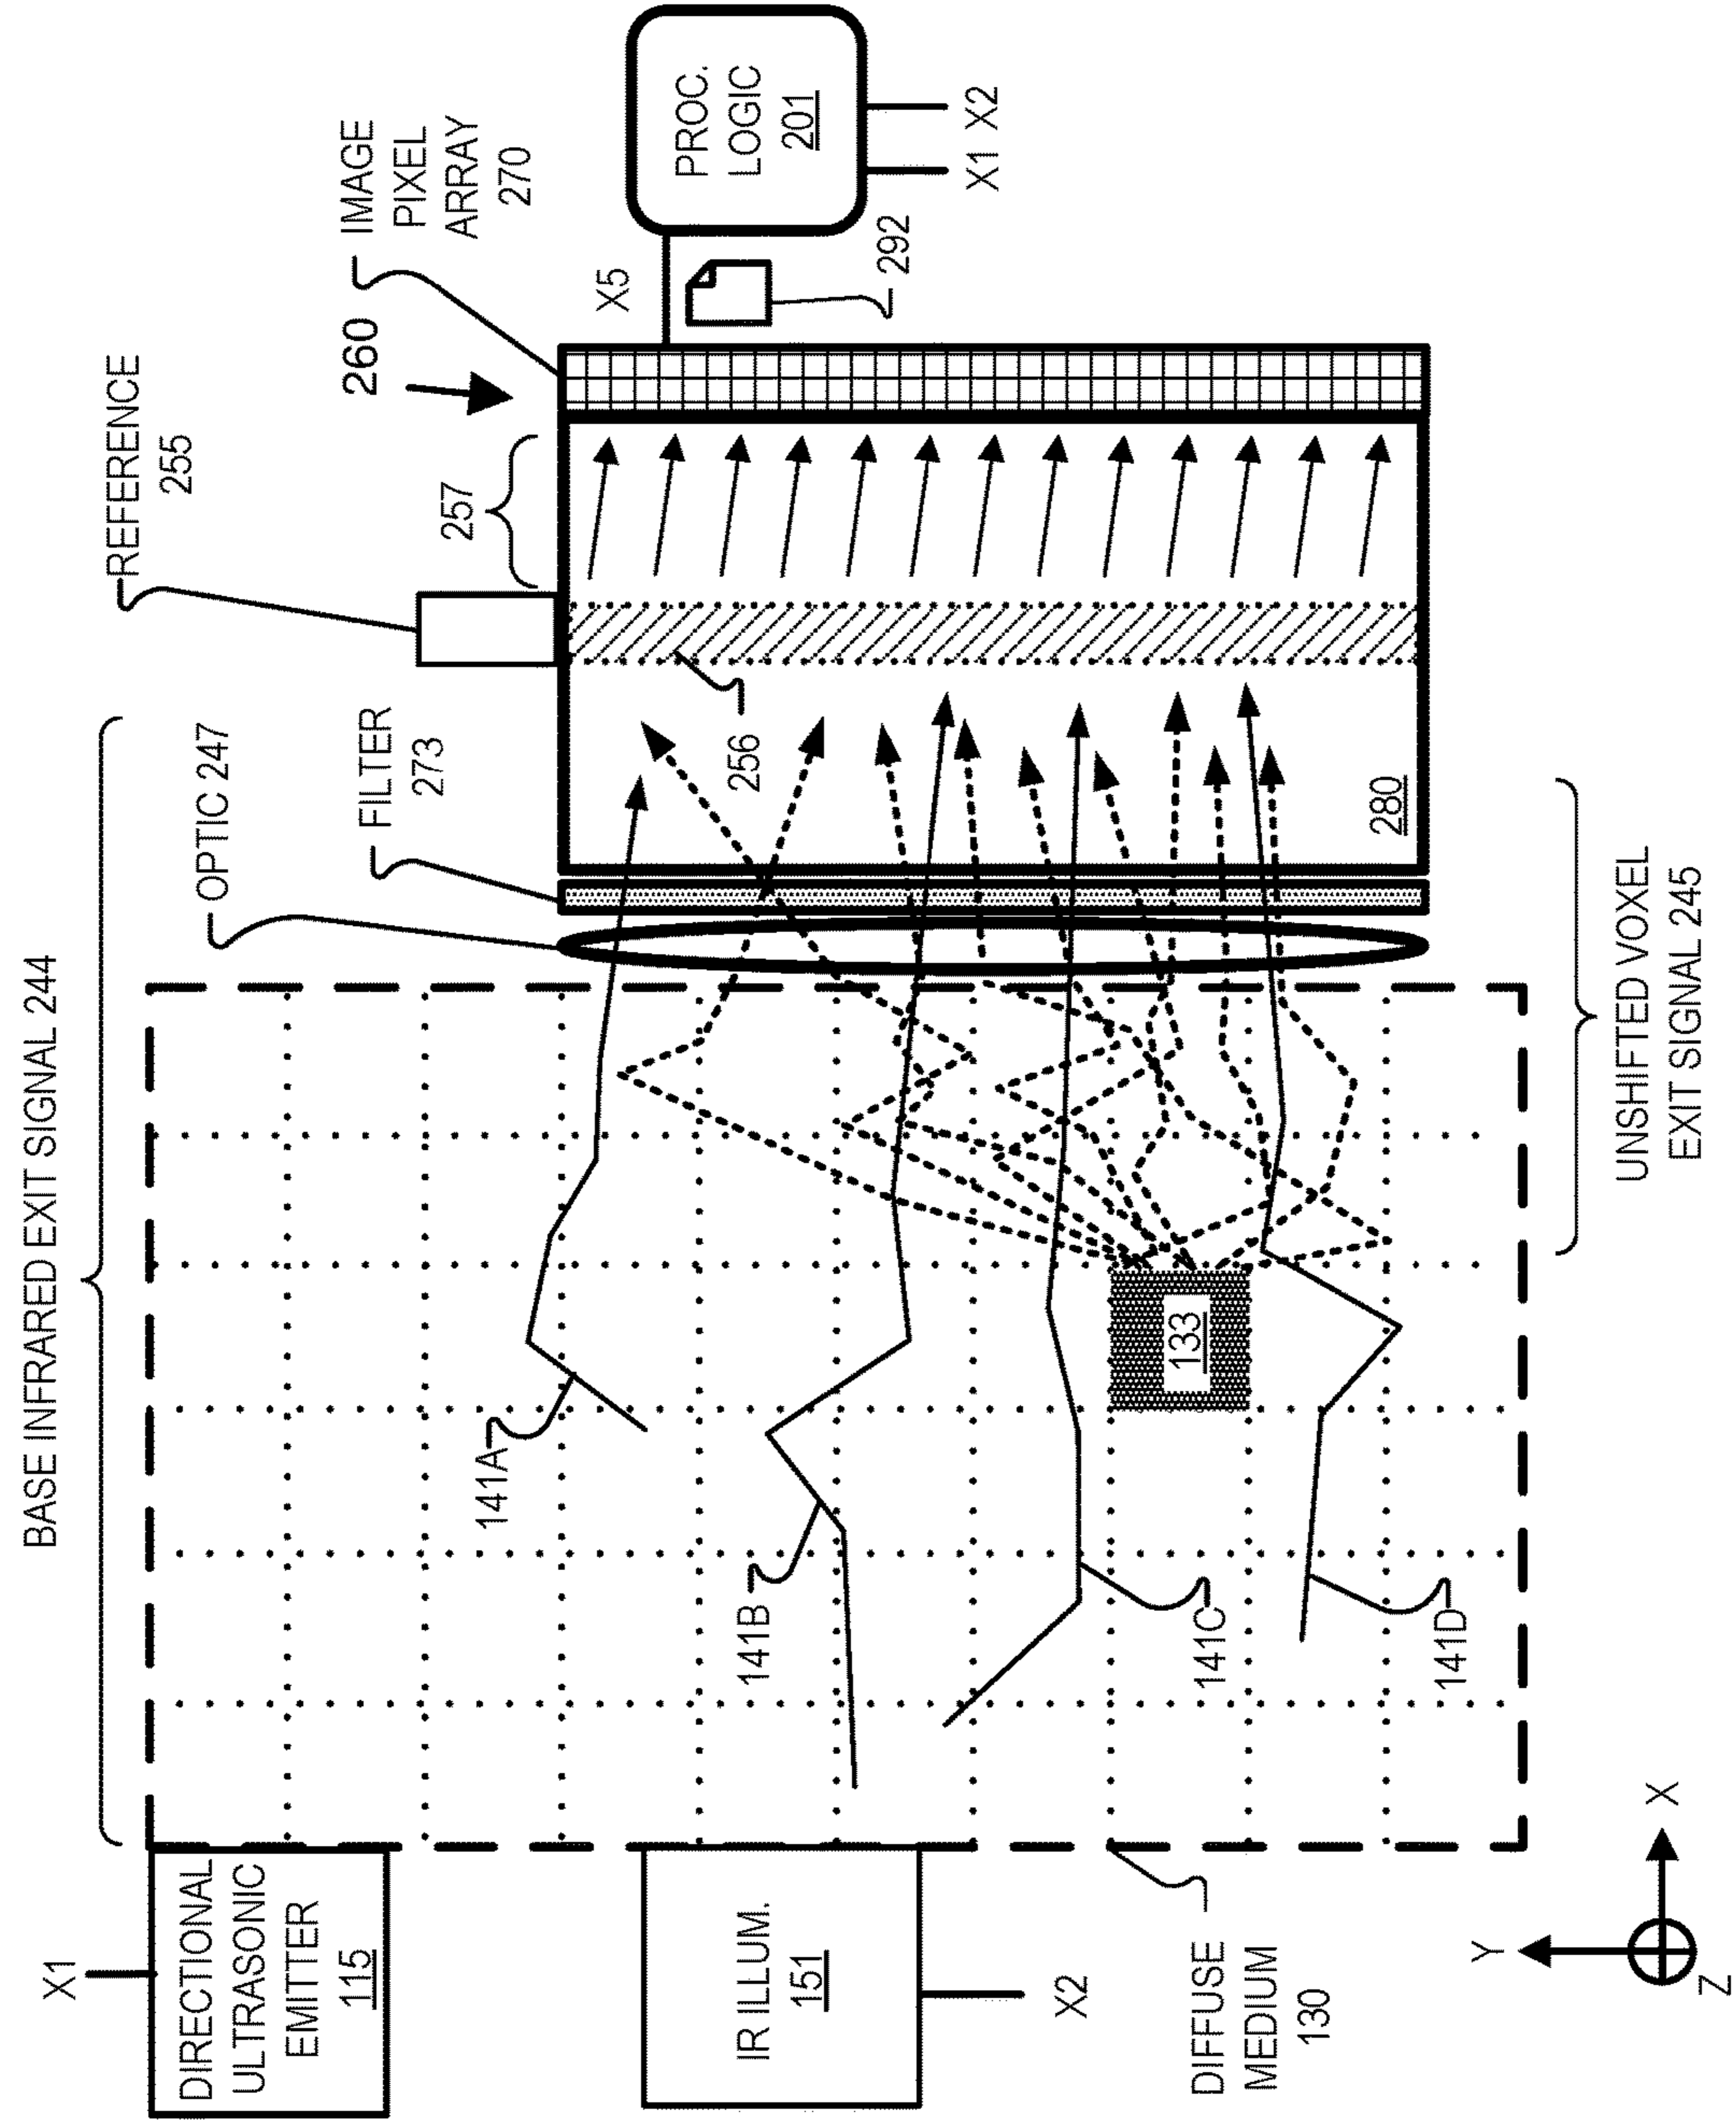 BASE INFRARED EXIT SIGNAL 244
REFERENCE
255
OPTIC 247
FILTER
273
257
260
IMAGE
PIXEL
ARRAY
270
X5
PROC.
LOGIC
201
X1
X2
292
256
280
X1
DIRECTIONAL
ULTRASONIC
EMITTER
115
IR ILLUM.
151
X2
141A
141B
141C
141D
133
DIFFUSE
MEDIUM
130
UNSHIFTED VOXEL
EXIT SIGNAL 245
Y
X
Z